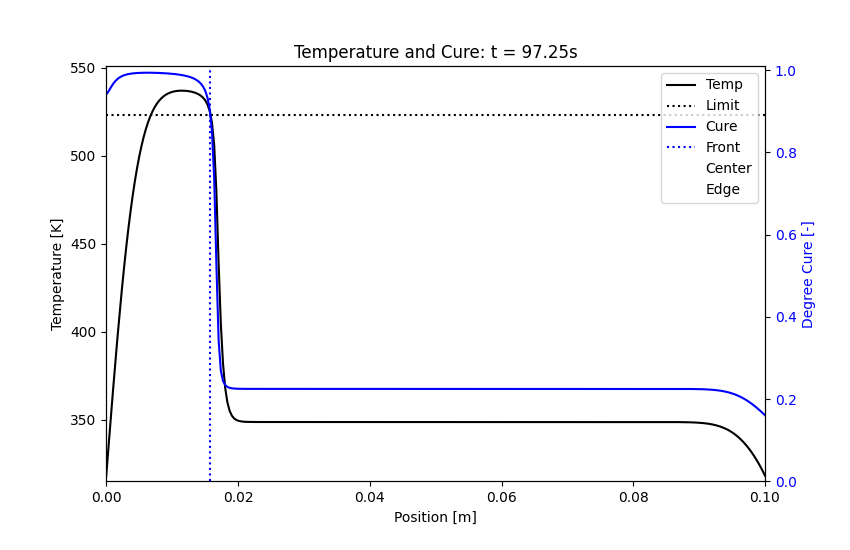 Temperature and Cure: t = 97.25s
550
500
450
400
350
Temperature [K]
1.0
0.8
0.6
0.4
0.2
0.0
Degree Cure [-]
Temp
Limit
Cure
Front
Center
Edge
0.00 0.02 0.04 0.06 0.08 0.10
Position [m]